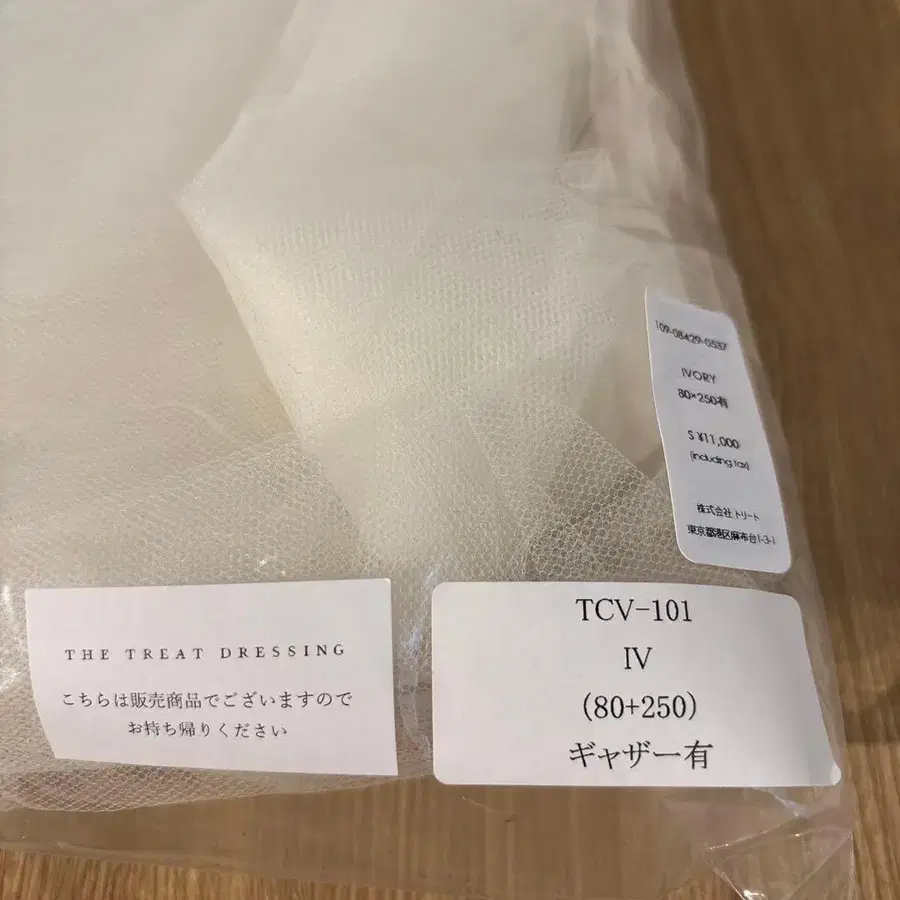 109-08429-0537
IVORY
80×250有
S ¥11,000
(including tax)
株式会社トリート
東京都港区麻布台1-3-1
THE TREAT DRESSING
こちらは販売商品でございますので
お持ち帰りください
TCV-101
IV
(80+250)
ギャザー有